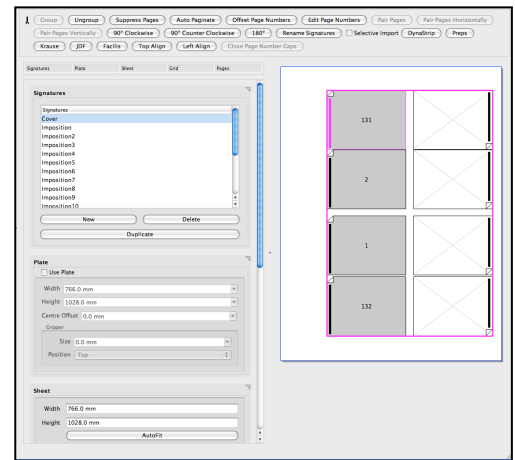 Group Ungroup Suppress Pages Auto Paginate Offset Page Numbers Edit Page Numbers Pair Pages Pair Pages Horizontally
Pair Pages Vertically 90° Clockwise 90° Counter Clockwise 180° Rename Signatures Selective Import DynaStrip Preps
Krause JDF Facilis Top Align Left Align Close Page Number Gaps
Signatures Plate Sheet Grid Pages
Signatures
Signatures
Cover
Imposition
Imposition2
Imposition3
Imposition4
Imposition5
Imposition6
Imposition7
Imposition8
Imposition9
Imposition10
New Delete
Duplicate
Plate
Use Plate
Width 766.0 mm
Height 1028.0 mm
Centre Offset 0.0 mm
Gripper
Size 0.0 mm
Position Top
Sheet
Width 766.0 mm
Height 1028.0 mm
AutoFit
131
2
1
132